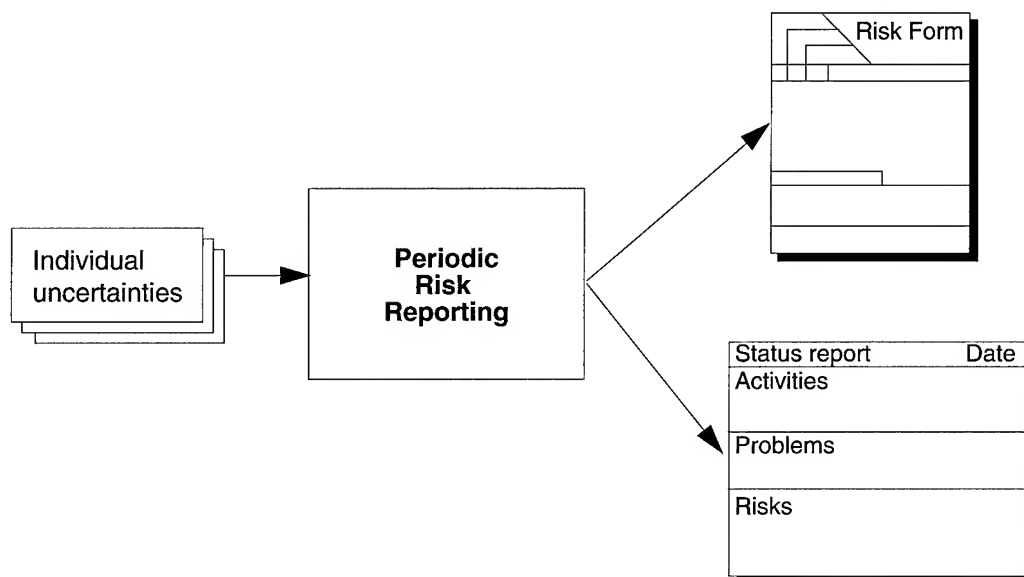 Individual
uncertainties
Periodic
Risk
Reporting
Risk Form
Status report Date
Activities
Problems
Risks